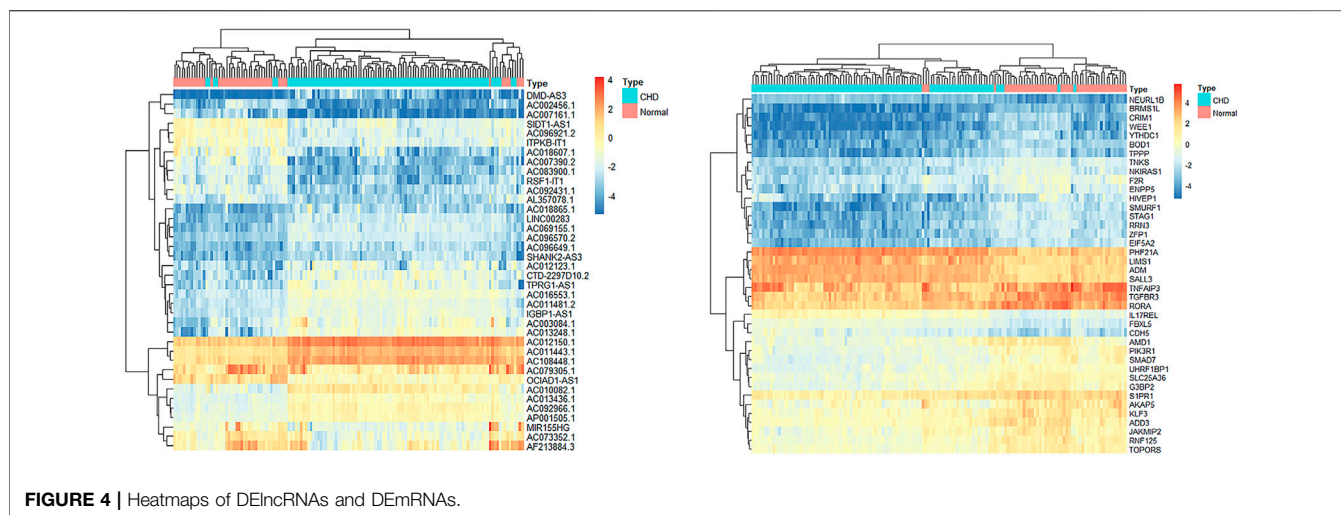 Type
DMD-AS3
AC002456.1
AC007161.1
SIDT1-AS1
AC096921.2
ITPKB-IT1
AC018607.1
AC007390.2
AC083900.1
RSF1-IT1
AC092431.1
AL357078.1
AC018865.1
LINC00283
AC069155.1
AC096570.2
AC096649.1
SHANK2-AS3
AC012123.1
CTD-2297D10.2
TPRG1-AS1
AC016553.1
AC011481.2
IGBP1-AS1
AC003084.1
AC013248.1
AC012150.1
AC011443.1
AC108448.1
AC079305.1
OCIAD1-AS1
AC010082.1
AC013436.1
AC092966.1
AP001505.1
MIR155HG
AC073352.1
AF213884.3
4
2
0
-2
-4
Type
CHD
Normal
Type
NEURL1B
BRMS1L
CRIM1
WEE1
YTHDC1
BOD1
TPPP
TNKS
NKIRAS1
F2R
ENPP5
HIVEP1
SMURF1
STAG1
RRN3
ZFP1
EIF5A2
PHF21A
LIMS1
ADM
SALL3
TNFAIP3
TGFBR3
RORA
IL17REL
FBXL5
CDH5
AMD1
PIK3R1
SMAD7
UHRF1BP1
SLC25A36
G3BP2
S1PR1
AKAP5
KLF3
ADD3
JAKMIP2
RNF125
TOPORS
4
2
0
-2
-4
Type
CHD
Normal
FIGURE 4 | Heatmaps of DElncRNAs and DEmRNAs.